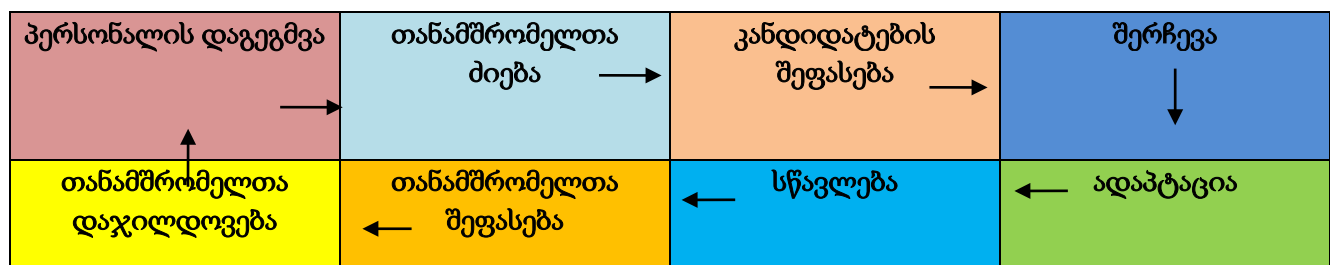 პერსონალის დაგეგმვა
თანამშრომელთა
ძიება
კანდიდატების
შეფასება
შერჩევა
თანამშრომელთა
დაჯილდოვება
თანამშრომელთა
შეფასება
სწავლება
ადაპტაცია